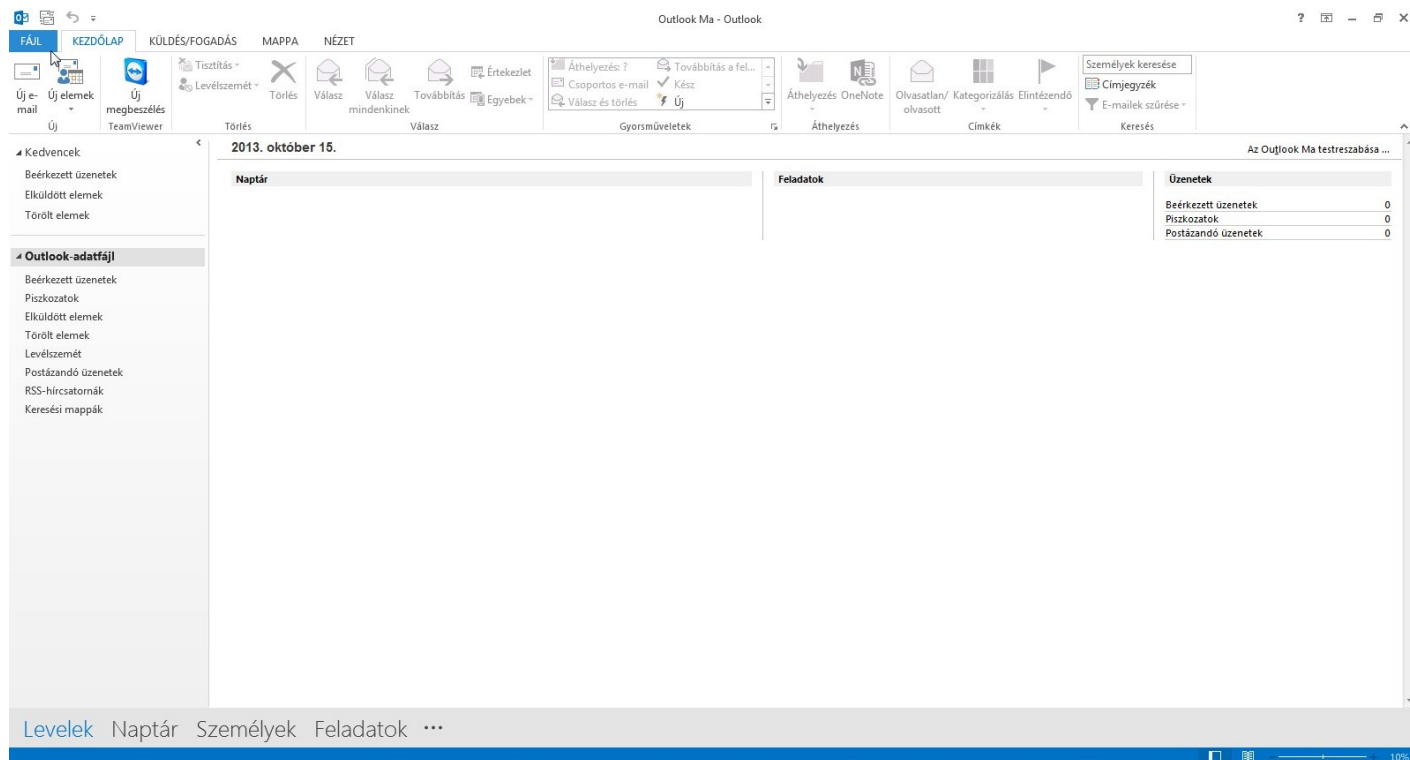 Outlook Ma - Outlook
FÁJL KEZDŐLAP KÜLDÉS/FOGADÁS MAPPA NÉZET
Új e-mail
Új elemek
Új megbeszélés
Tisztítás
Levélszemét
Törlés
Válasz
Válasz mindenkinek
Továbbítás
Értekezlet
Egyebek
Áthelyezés: ?
Csoportos e-mail
Válasz és törlés
Továbbítás a fel...
Kész
Új
Áthelyezés
OneNote
Olvasatlan/olvasott
Kategorizálás
Elintézendő
Személyek keresése
Címjegyzék
E-mailek szűrése
Új TeamViewer Törlés Válasz Gyorsműveletek Áthelyezés Címkék Keresés
Kedvencek
Beérkezett üzenetek
Elküldött elemek
Törölt elemek
Outlook-adatfájl
Beérkezett üzenetek
Piszkozatok
Elküldött elemek
Törölt elemek
Levélszemét
Postázandó üzenetek
RSS-hírcsatornák
Keresési mappák
2013. október 15.
Az Outlook Ma testreszabása ...
Naptár
Feladatok
Üzenetek
Beérkezett üzenetek 0
Piszkozatok 0
Postázandó üzenetek 0
Levelek Naptár Személyek Feladatok ···
10%